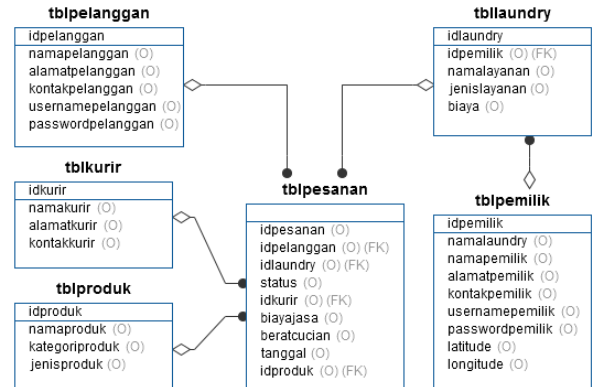 tblpelanggan
idpelanggan
namapelanggan (O)
alamatpelanggan (O)
kontakpelanggan (O)
usernamepelanggan (O)
passwordpelanggan (O)
tbllaundry
idlaundry
idpemilik (O) (FK)
namalayanan (O)
jenislayanan (O)
biaya (O)
tblkurir
idkurir
namakurir (O)
alamatkurir (O)
kontakkurir (O)
tblpesanan
idpesanan (O)
idpelanggan (O) (FK)
idlaundry (O) (FK)
status (O)
idkurir (O) (FK)
biayajasa (O)
beratcucian (O)
tanggal (O)
idproduk (O) (FK)
tblpemilik
idpemilik
namalaundry (O)
namapemilik (O)
alamatpemilik (O)
kontakpemilik (O)
usernamepemilik (O)
passwordpemilik (O)
latitude (O)
longitude (O)
tblproduk
idproduk
namaproduk (O)
kategoriproduk (O)
jenisproduk (O)